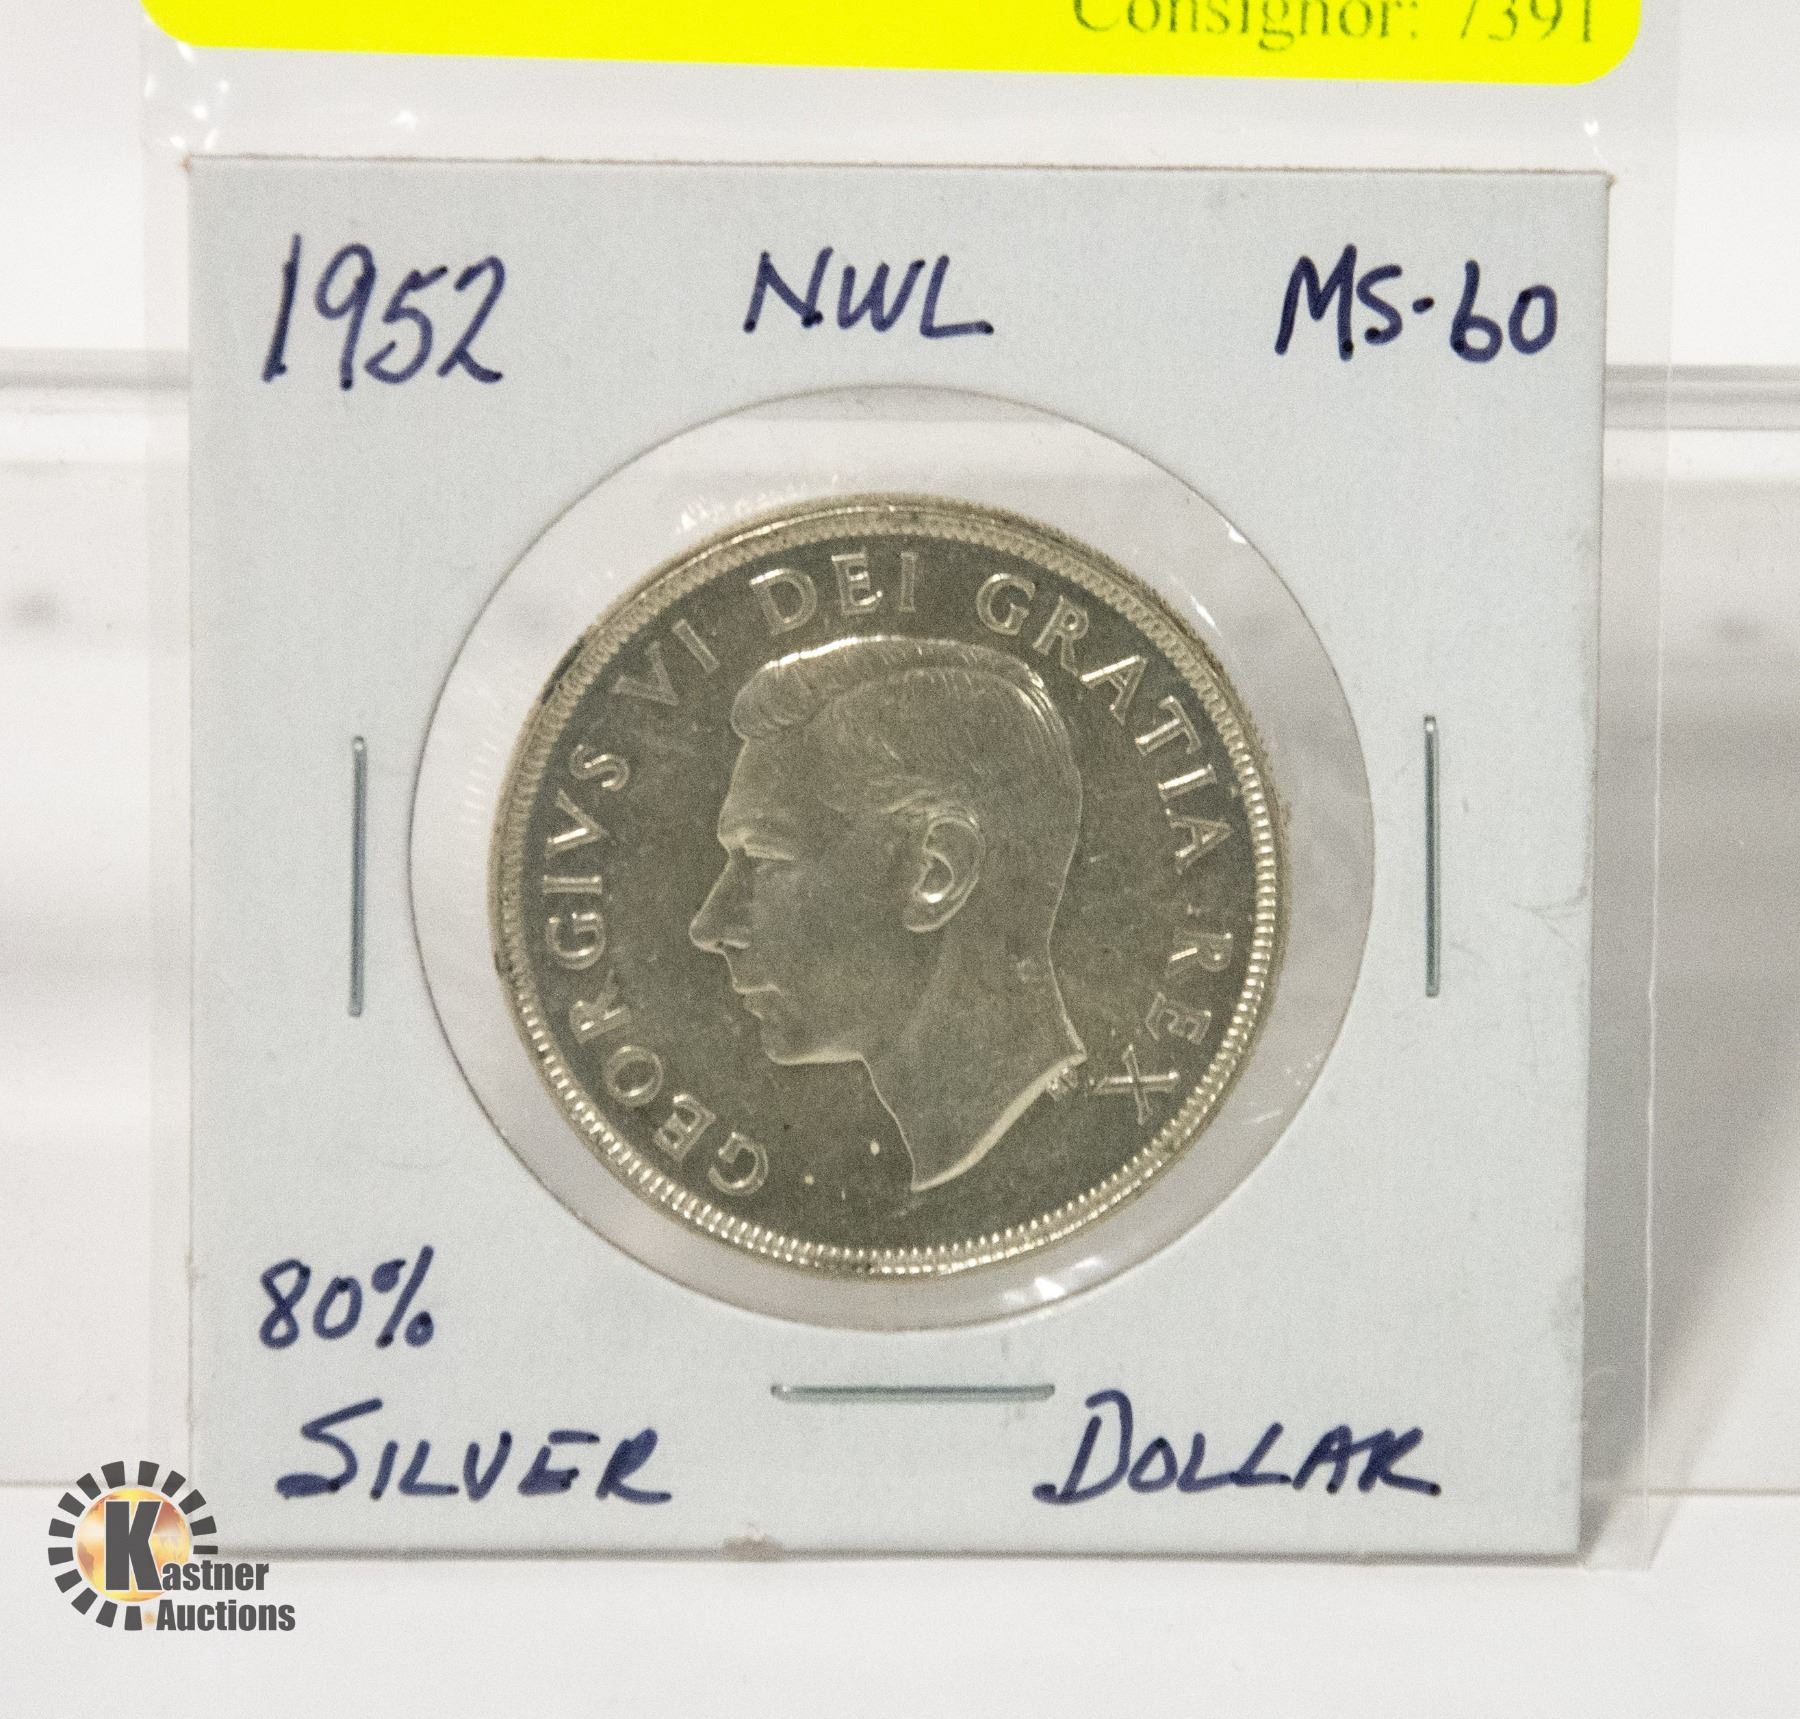 Consignor: 7391
1952 NWL MS-60
GEORGIVS VI DEI GRATIA REX
80%
SILVER DOLLAR
Kastner
Auctions